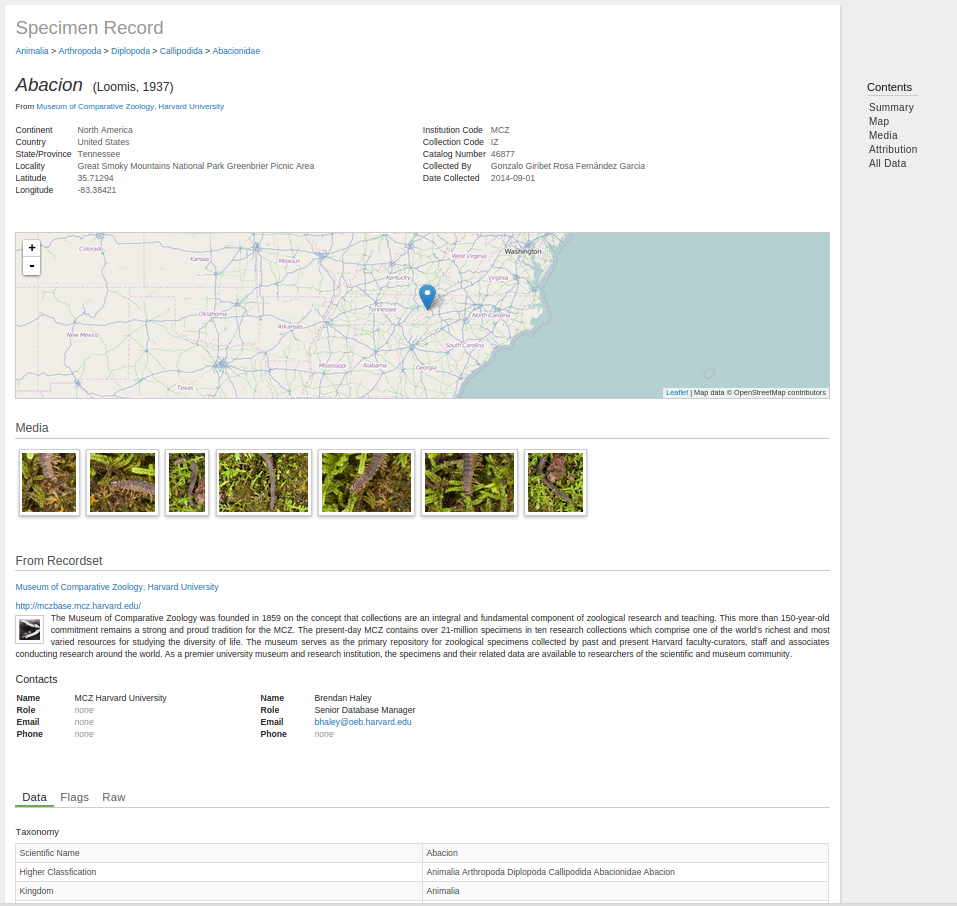 Specimen Record
Animalia > Arthropoda > Diplopoda > Callipodida > Abacionidae
Abacion (Loomis, 1937)
From Museum of Comparative Zoology, Harvard University
Contents
Summary
Map
Media
Attribution
All Data
Continent North America
Country United States
State/Province Tennessee
Locality Great Smoky Mountains National Park Greenbrier Picnic Area
Latitude 35.71294
Longitude -83.38421
Institution Code MCZ
Collection Code IZ
Catalog Number 46877
Collected By Gonzalo Giribet Rosa Fernández Garcia
Date Collected 2014-09-01
+
-
Colorado
Kansas
Missouri
West Virginia
Washington
Kentucky
Virginia
Oklahoma
Tennessee
North Carolina
Arkansas
New Mexico
South Carolina
Mississippi
Alabama
Georgia
Texas
Leaflet | Map data © OpenStreetMap contributors
Media
From Recordset
Museum of Comparative Zoology, Harvard University
http://mczbase.mcz.harvard.edu/
The Museum of Comparative Zoology was founded in 1859 on the concept that collections are an integral and fundamental component of zoological research and teaching. This more than 150-year-old
commitment remains a strong and proud tradition for the MCZ. The present-day MCZ contains over 21-million specimens in ten research collections which comprise one of the world's richest and most
varied resources for studying the diversity of life. The museum serves as the primary repository for zoological specimens collected by past and present Harvard faculty-curators, staff and associates
conducting research around the world. As a premier university museum and research institution, the specimens and their related data are available to researchers of the scientific and museum community.
Contacts
Name MCZ Harvard University
Role none
Email none
Phone none
Name Brendan Haley
Role Senior Database Manager
Email bhaley@oeb.harvard.edu
Phone none
Data Flags Raw
Taxonomy
Scientific Name Abacion
Higher Classfication Animalia Arthropoda Diplopoda Callipodida Abacionidae Abacion
Kingdom Animalia